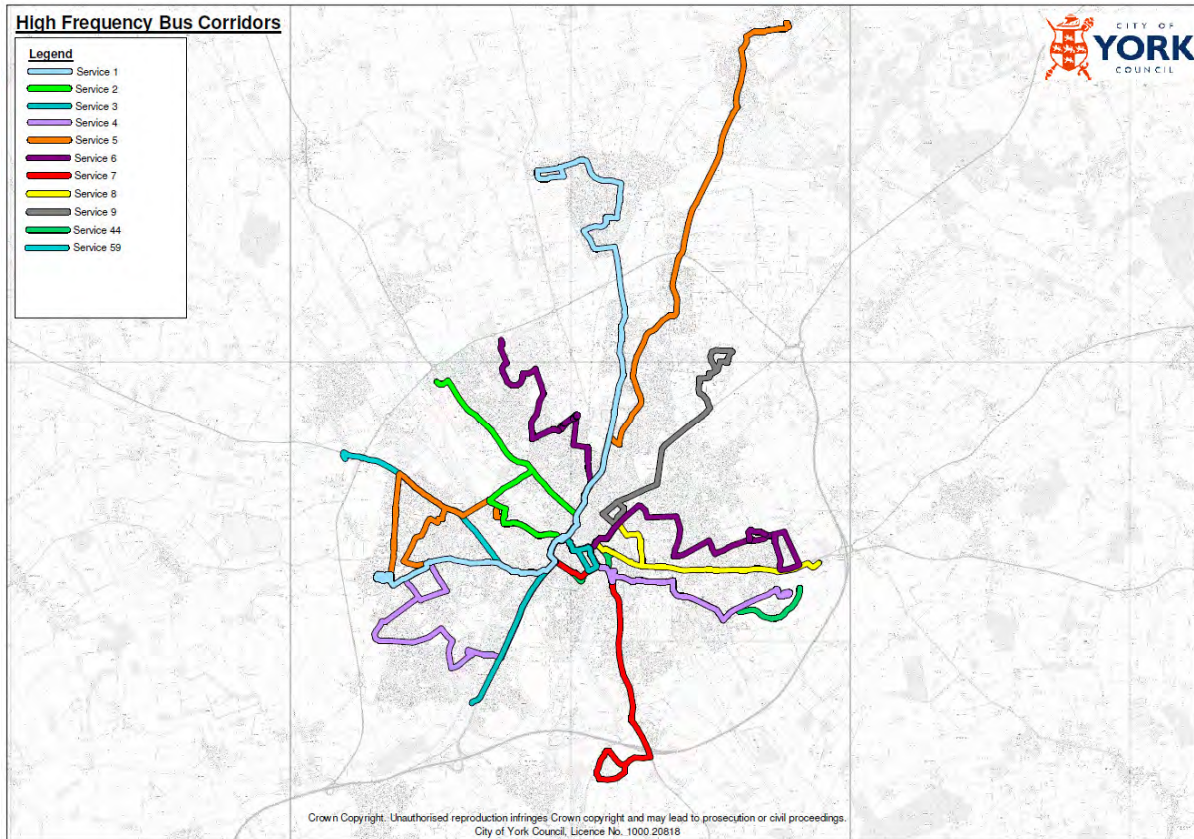 High Frequency Bus Corridors
Legend
Service 1
Service 2
Service 3
Service 4
Service 5
Service 6
Service 7
Service 8
Service 9
Service 44
Service 59
CITY OF
YORK
COUNCIL
Crown Copyright. Unauthorised reproduction infringes Crown copyright and may lead to prosecution or civil proceedings.
City of York Council, Licence No. 1000 20818